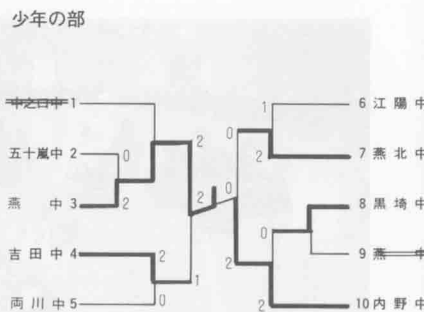 少年の部
中之口中 1
五十嵐中 2
燕 中 3
吉田中 4
両川中 5
0
2
2
0
2
1
2
0
0
2
1
2
0
2
6 江陽中
7 燕北中
8 黒埼中
9 燕 中
10 内野中